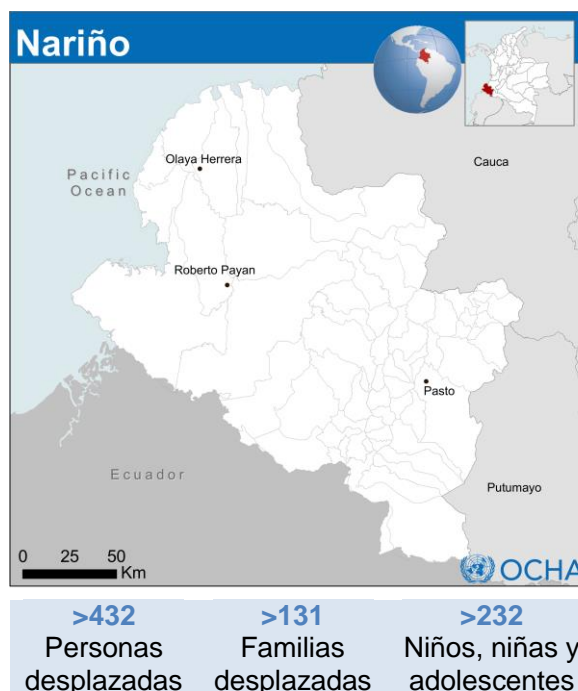 Nariño
Pacific
Ocean
Olaya Herrera
Cauca
Roberto Payan
Pasto
Ecuador
Putumayo
0 25 50
Km
OCHA
>432
Personas
desplazadas
>131
Familias
desplazadas
>232
Niños, niñas y
adolescentes